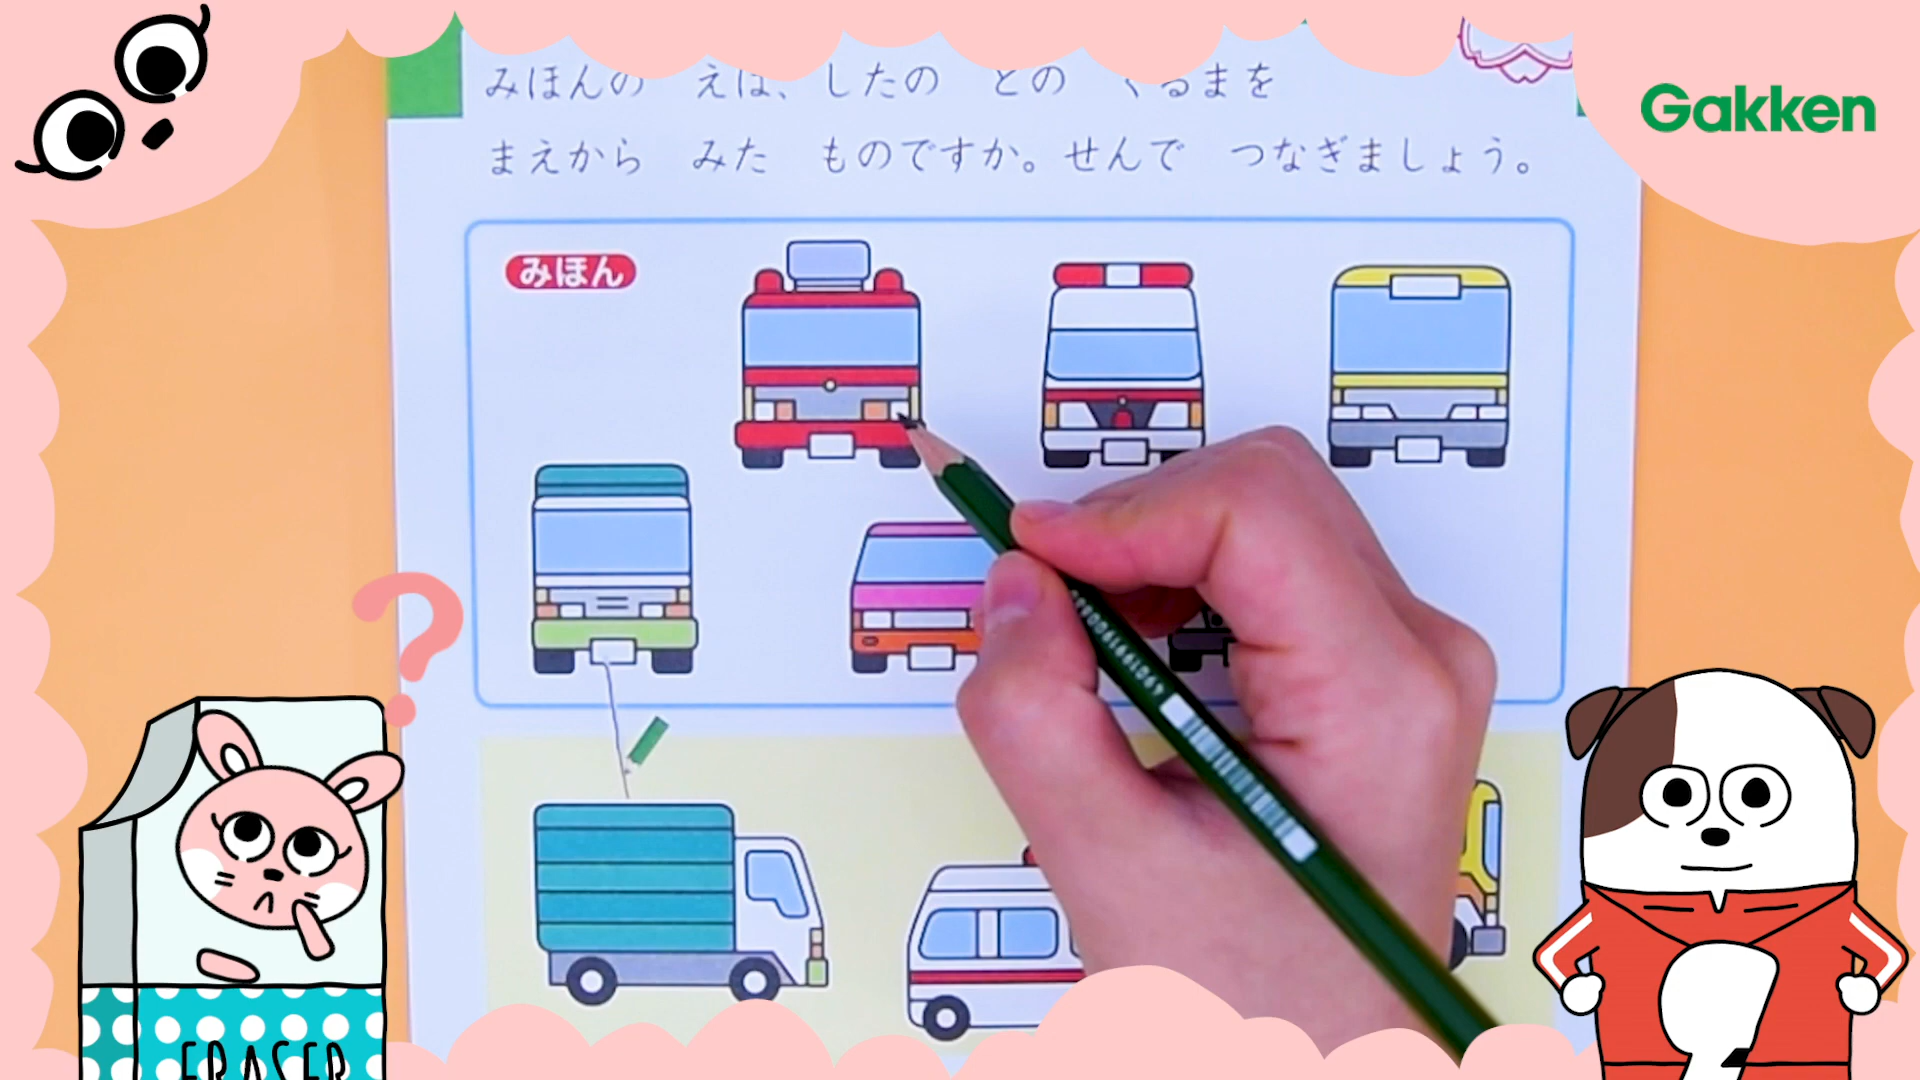 みほんの えは、したの どの くるまを
Gakken
まえから みた ものですか。せんで つなぎましょう。
みほん
4901991900
ERASER